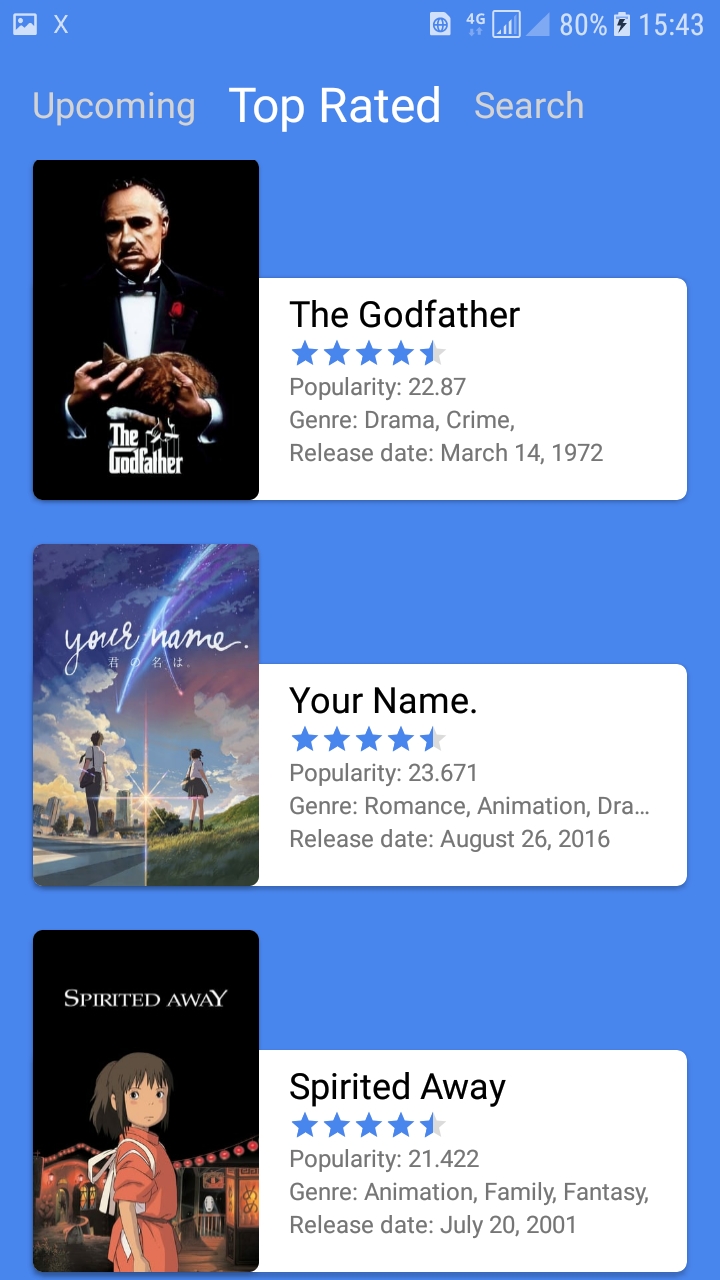 X 4G 80% 15:43
Upcoming Top Rated Search
The
Godfather
The Godfather
Popularity: 22.87
Genre: Drama, Crime,
Release date: March 14, 1972
your name.
君の名は。
Your Name.
Popularity: 23.671
Genre: Romance, Animation, Dra...
Release date: August 26, 2016
SPIRITED AWAY
Spirited Away
Popularity: 21.422
Genre: Animation, Family, Fantasy,
Release date: July 20, 2001